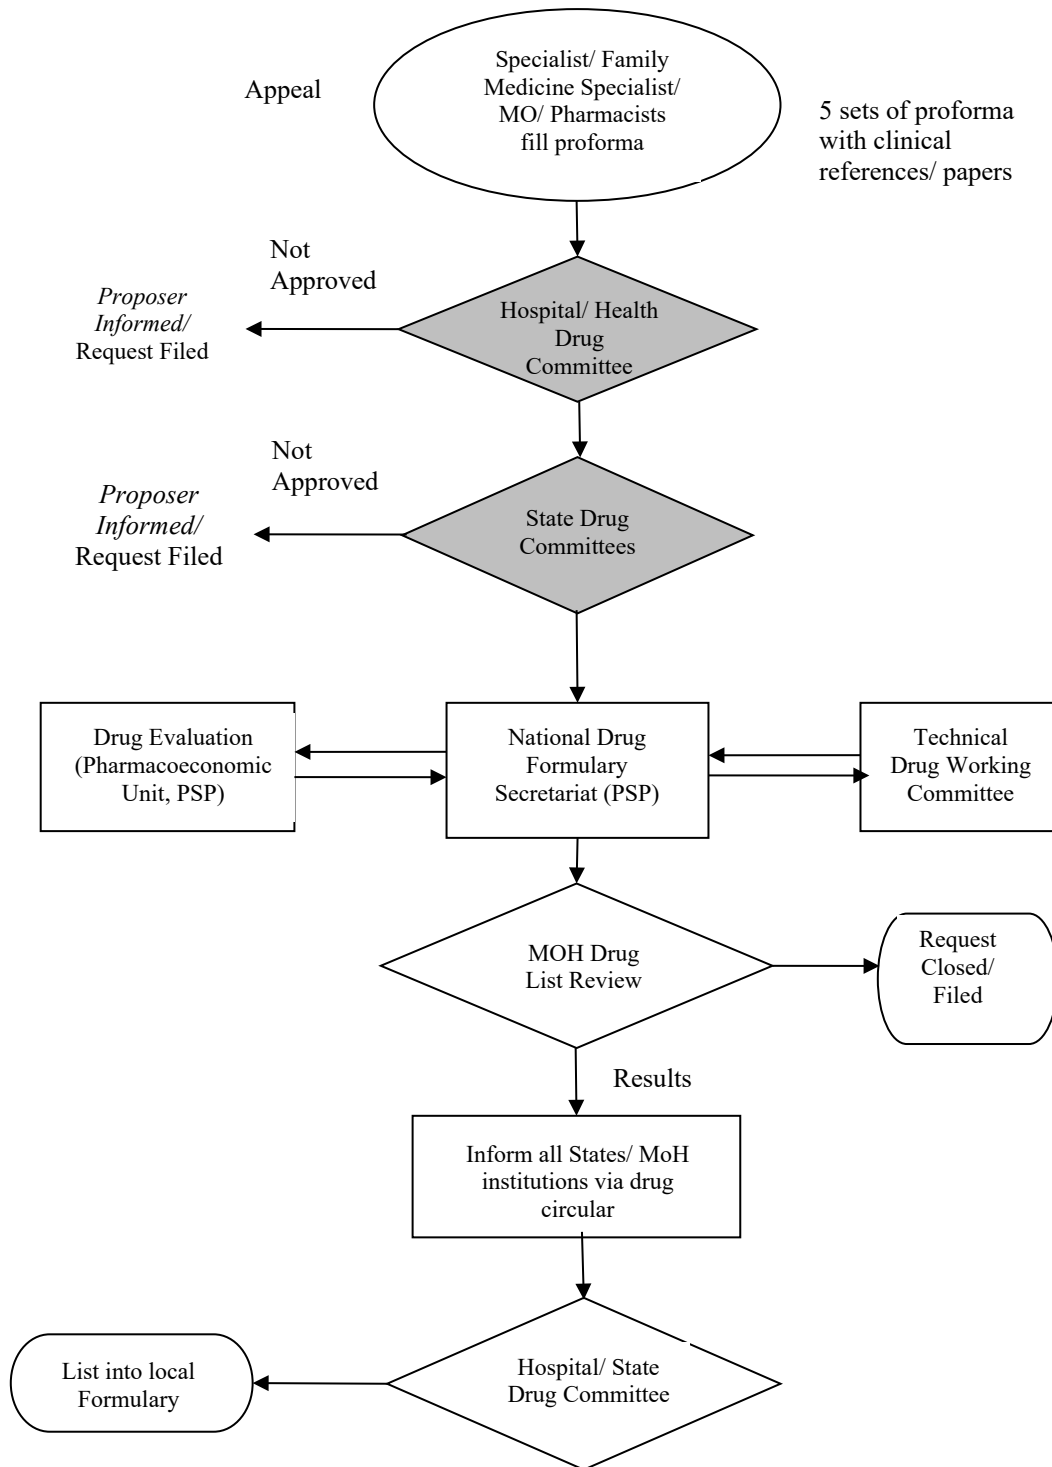 Appeal
Specialist/ Family
Medicine Specialist/
MO/ Pharmacists
fill proforma
5 sets of proforma
with clinical
references/ papers
Not
Approved
Proposer
Informed/
Request Filed
Hospital/ Health
Drug
Committee
Not
Approved
Proposer
Informed/
Request Filed
State Drug
Committees
Drug Evaluation
(Pharmacoeconomic
Unit, PSP)
National Drug
Formulary
Secretariat (PSP)
Technical
Drug Working
Committee
MOH Drug
List Review
Request
Closed/
Filed
Results
Inform all States/ MoH
institutions via drug
circular
List into local
Formulary
Hospital/ State
Drug Committee